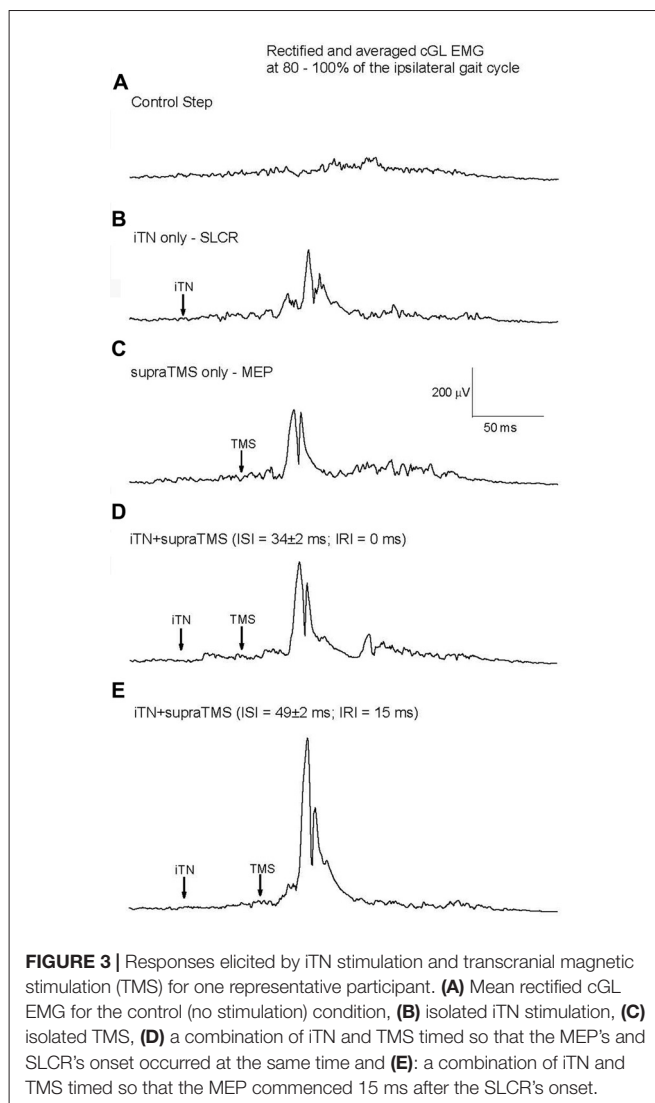 Rectified and averaged cGL EMG
at 80 - 100% of the ipsilateral gait cycle
A
Control Step
B
iTN only - SLCR
iTN
C
supraTMS only - MEP
200 µV
50 ms
TMS
D
iTN+supraTMS (ISI = 34±2 ms; IRI = 0 ms)
iTN TMS
E
iTN+supraTMS (ISI = 49±2 ms; IRI = 15 ms)
iTN TMS
FIGURE 3 | Responses elicited by iTN stimulation and transcranial magnetic
stimulation (TMS) for one representative participant. (A) Mean rectified cGL
EMG for the control (no stimulation) condition, (B) isolated iTN stimulation, (C)
isolated TMS, (D) a combination of iTN and TMS timed so that the MEP's and
SLCR's onset occurred at the same time and (E): a combination of iTN and
TMS timed so that the MEP commenced 15 ms after the SLCR's onset.